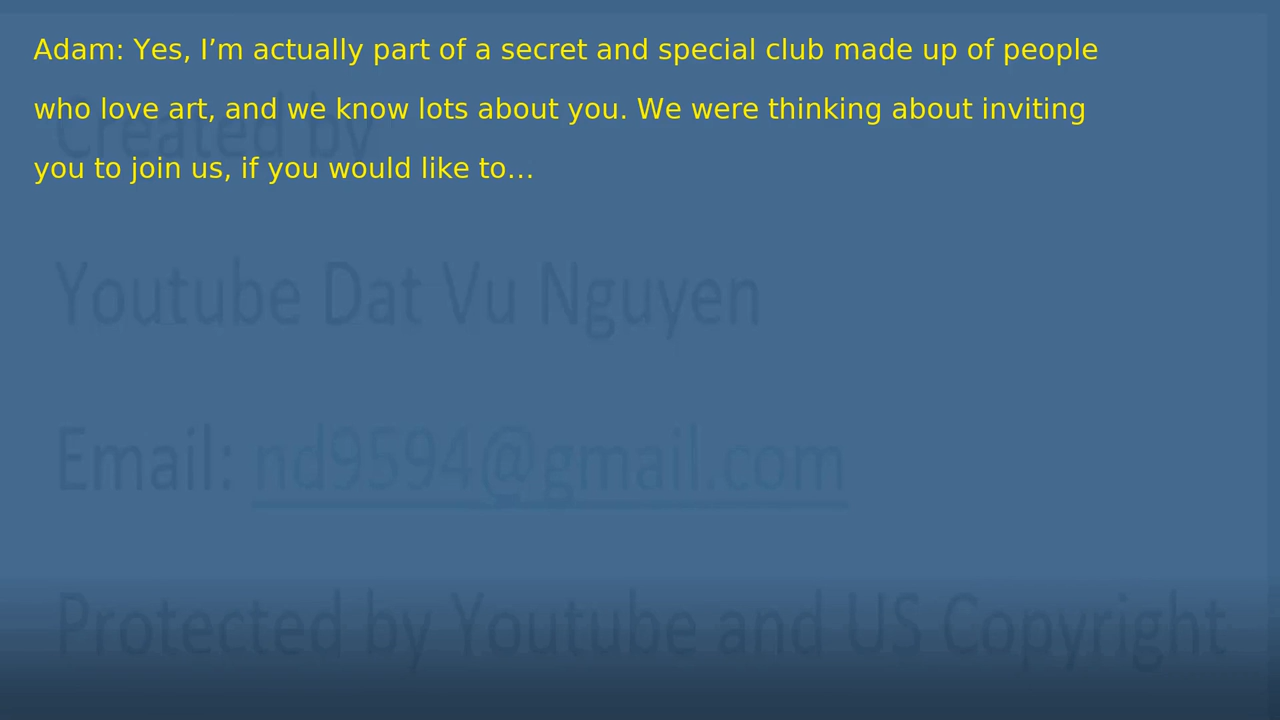 Adam: Yes, I’m actually part of a secret and special club made up of people
who love art, and we know lots about you. We were thinking about inviting
you to join us, if you would like to…
Created by
Youtube Dat Vu Nguyen
Email: nd9594@gmail.com
Protected by Youtube and US Copyright